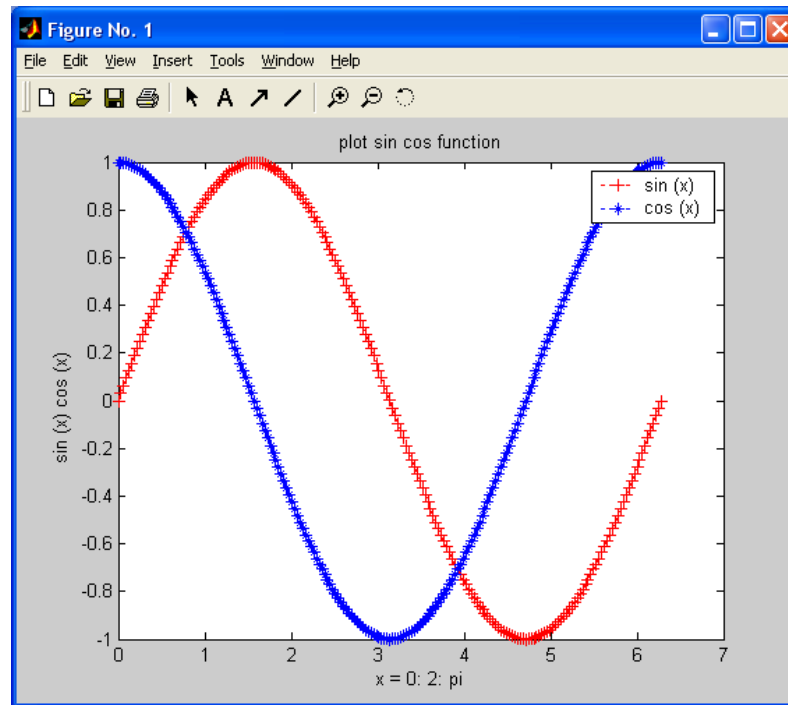 Figure No. 1
File Edit View Insert Tools Window Help
A
plot sin cos function
sin (x)
cos (x)
1
0.8
0.6
0.4
0.2
0
-0.2
-0.4
-0.6
-0.8
-1
sin (x) cos (x)
0 1 2 3 4 5 6 7
x = 0: 2: pi